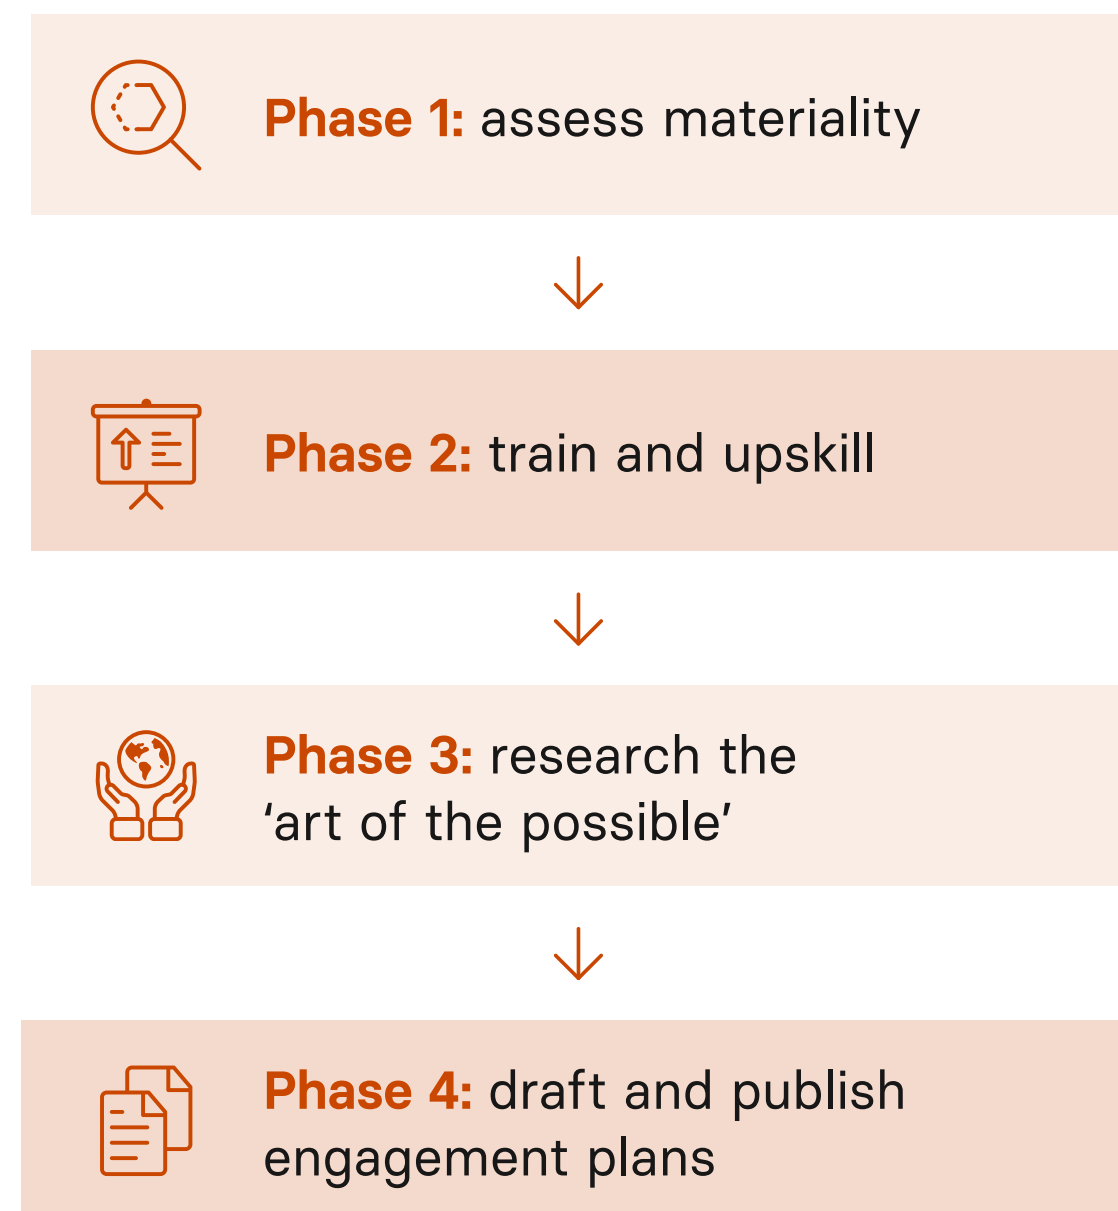 Phase 1: assess materiality
Phase 2: train and upskill
Phase 3: research the
‘art of the possible’
Phase 4: draft and publish
engagement plans